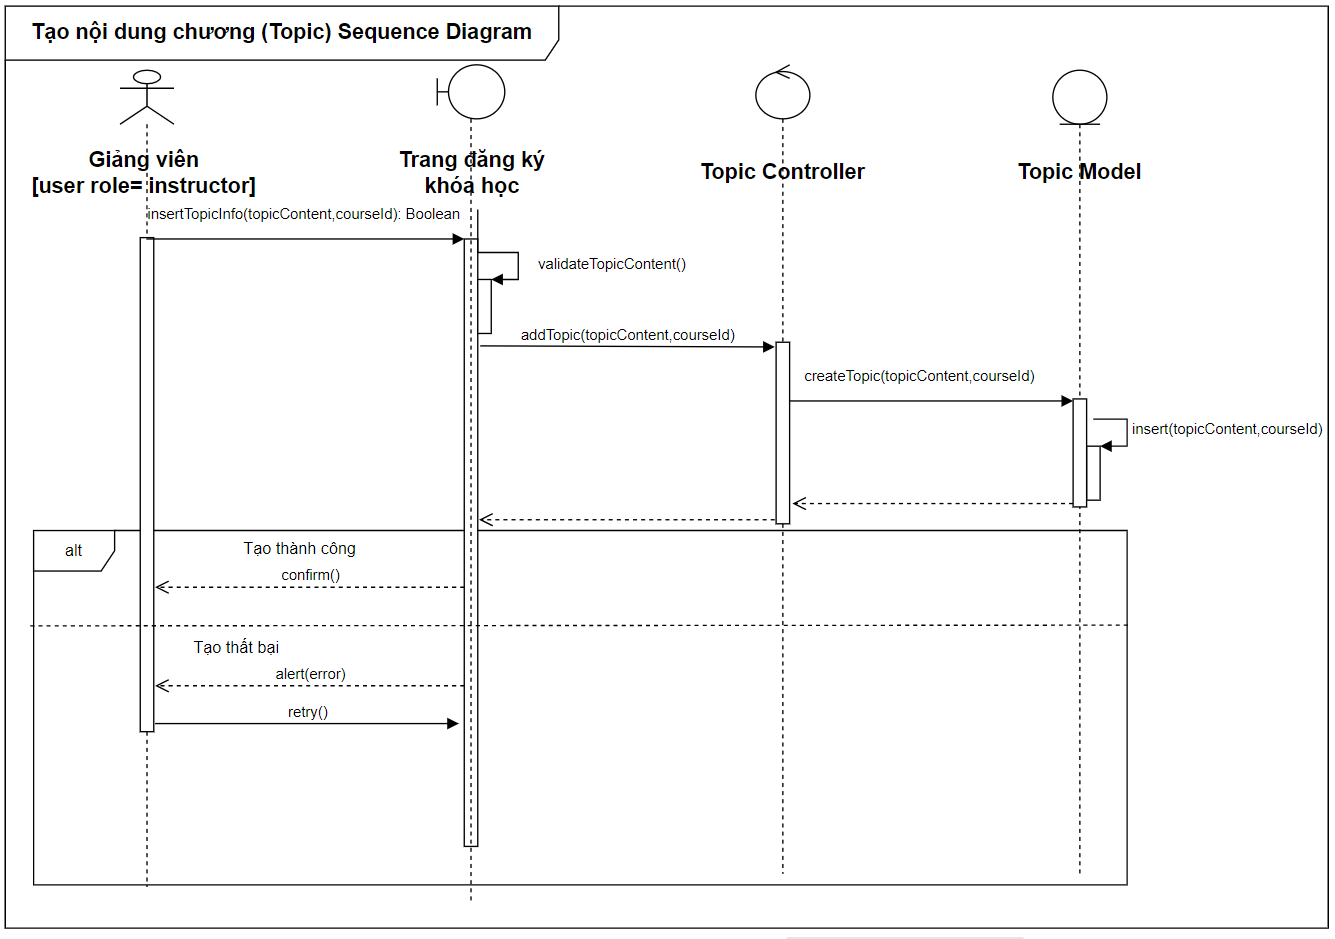 Tạo nội dung chương (Topic) Sequence Diagram
Giảng viên
[user role= instructor]
Trang đăng ký
khóa học
Topic Controller
Topic Model
insertTopicInfo(topicContent,courseId): Boolean
validateTopicContent()
addTopic(topicContent,courseId)
createTopic(topicContent,courseId)
insert(topicContent,courseId)
alt
Tạo thành công
confirm()
Tạo thất bại
alert(error)
retry()